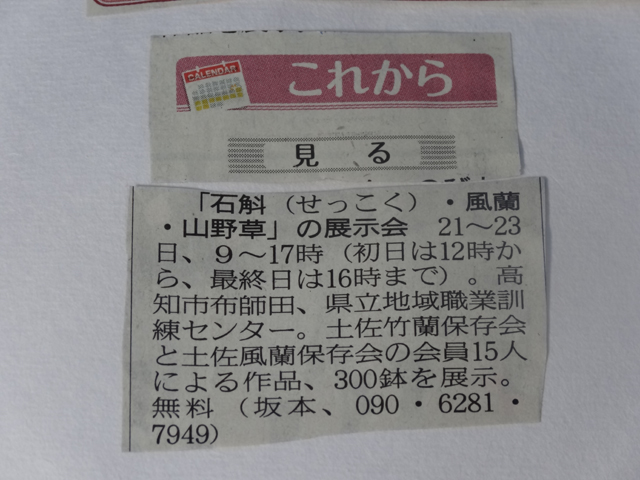 CALENDAR
これから
見る
「石斛（せっこく）・風蘭
・山野草」の展示会 21～23
日、９～17時（初日は12時か
ら、最終日は16時まで）。高
知市布師田、県立地域職業訓
練センター。土佐竹蘭保存会
と土佐風蘭保存会の会員15人
による作品、300鉢を展示。
無料（坂本、090・6281・
7949）